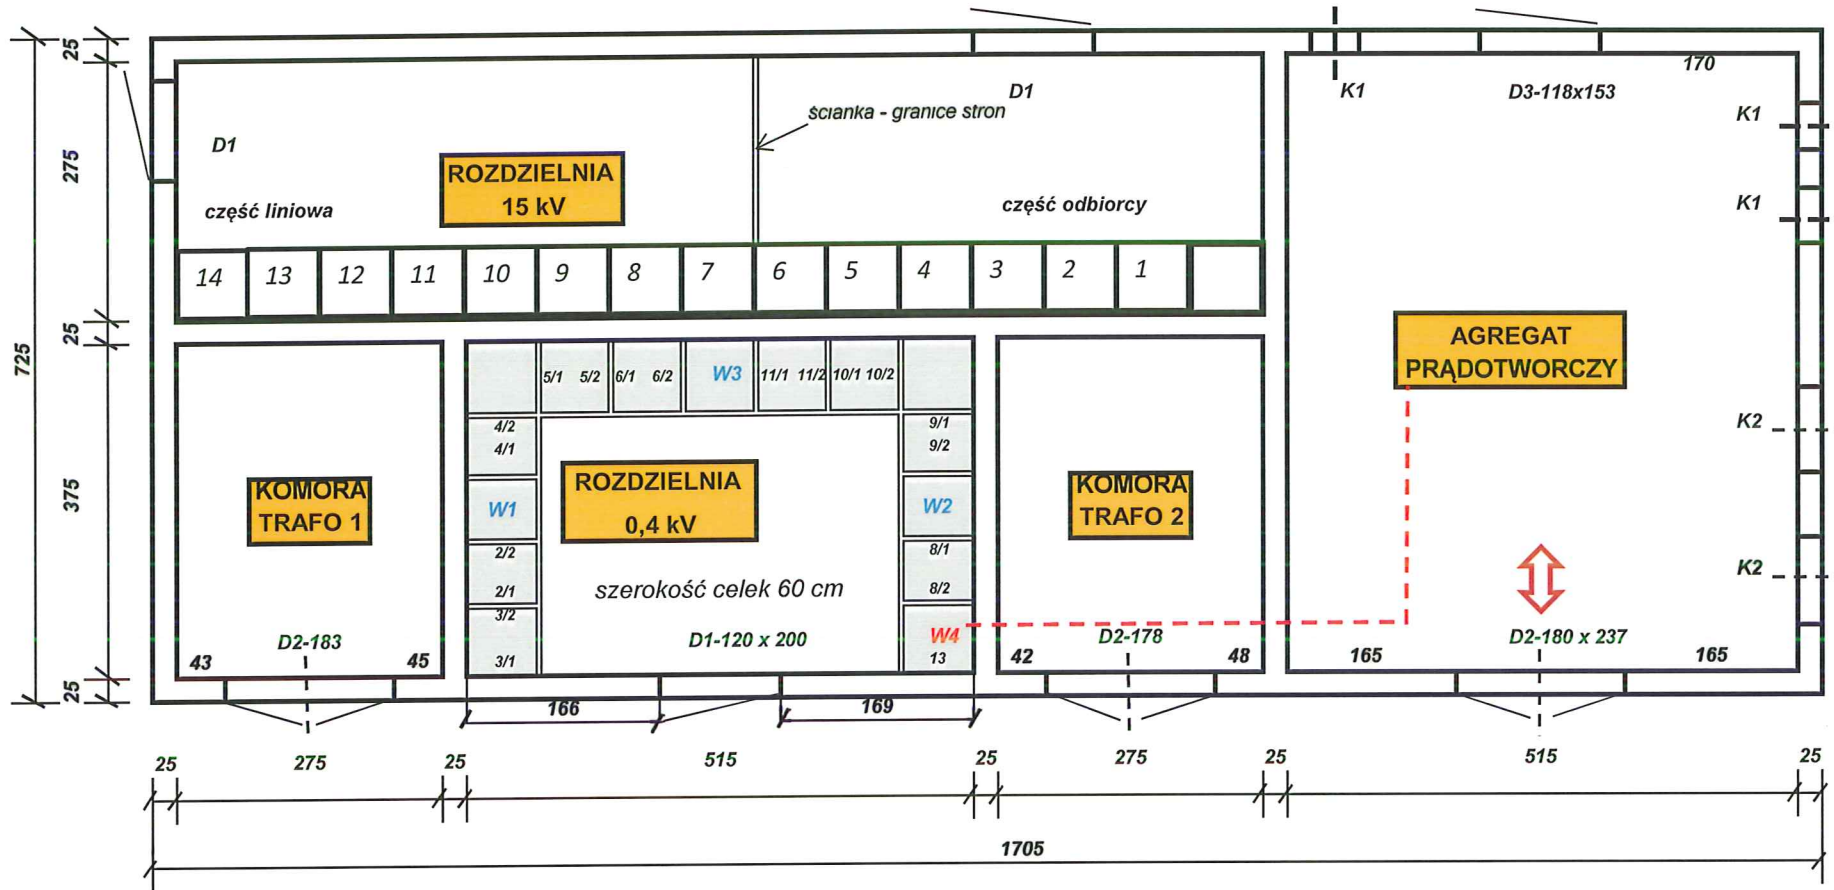 25
275
25
725
375
25
D1
część liniowa
ROZDZIELNIA
15 kV
ścianka - granice stron
D1
część odbiorcy
K1
170
D3-118x153
K1
K1
14 13 12 11 10 9 8 7 6 5 4 3 2 1
AGREGAT
PRĄDOTWORCZY
K2
K2
5/1 5/2 6/1 6/2 W3 11/1 11/2 10/1 10/2
4/2
4/1
W1
2/2
2/1
3/2
3/1
9/1
9/2
W2
8/1
8/2
W4
13
KOMORA
TRAFO 1
ROZDZIELNIA
0,4 kV
szerokość celek 60 cm
D1-120 x 200
KOMORA
TRAFO 2
D2-183
43 45
D2-178
42 48
D2-180 x 237
165 165
166 169
25 275 25 515 25 275 25 515 25
1705